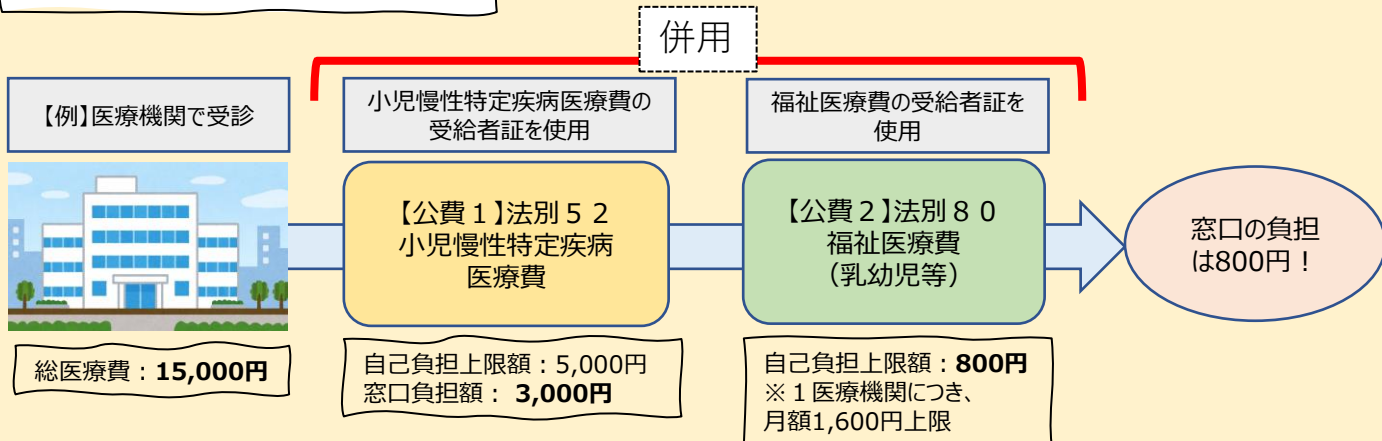 併用
【例】医療機関で受診
小児慢性特定疾病医療費の
受給者証を使用
福祉医療費の受給者証を
使用
【公費１】法別５２
小児慢性特定疾病
医療費
【公費２】法別８０
福祉医療費
（乳幼児等）
窓口の負担
は800円！
総医療費：15,000円
自己負担上限額：5,000円
窓口負担額： 3,000円
自己負担上限額：800円
※１医療機関につき、
月額1,600円上限